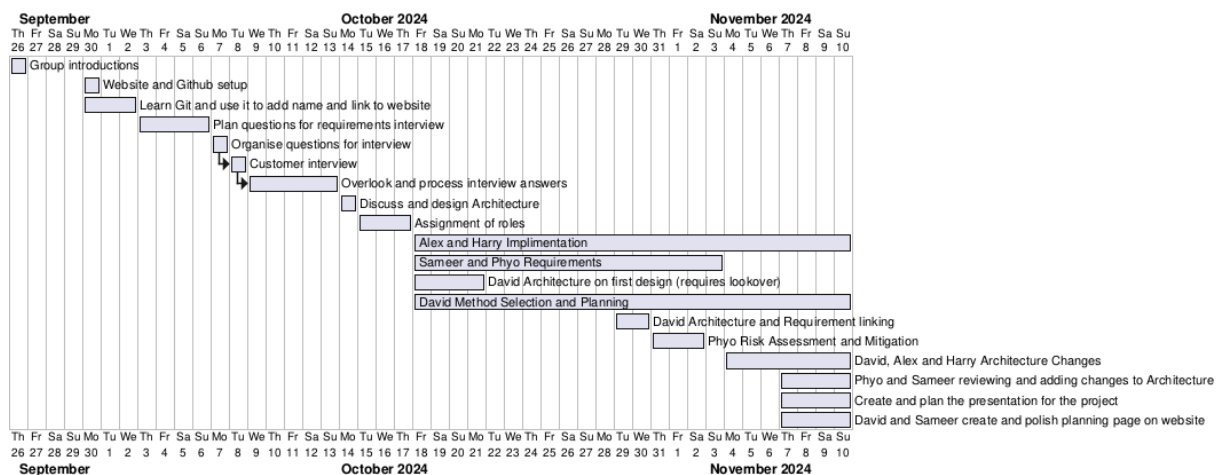 September October 2024 November 2024
Th Fr Sa Su Mo Tu We Th Fr Sa Su Mo Tu We Th Fr Sa Su Mo Tu We Th Fr Sa Su Mo Tu We Th Fr Sa Su Mo Tu We Th Fr Sa Su Mo Tu We Th Fr Sa Su
26 27 28 29 30 1 2 3 4 5 6 7 8 9 10 11 12 13 14 15 16 17 18 19 20 21 22 23 24 25 26 27 28 29 30 31 1 2 3 4 5 6 7 8 9 10
Group introductions
Website and Github setup
Learn Git and use it to add name and link to website
Plan questions for requirements interview
Organise questions for interview
Customer interview
Overlook and process interview answers
Discuss and design Architecture
Assignment of roles
Alex and Harry Implimentation
Sameer and Phyo Requirements
David Architecture on first design (requires lookover)
David Method Selection and Planning
David Architecture and Requirement linking
Phyo Risk Assessment and Mitigation
David, Alex and Harry Architecture Changes
Phyo and Sameer reviewing and adding changes to Architecture
Create and plan the presentation for the project
David and Sameer create and polish planning page on website
Th Fr Sa Su Mo Tu We Th Fr Sa Su Mo Tu We Th Fr Sa Su Mo Tu We Th Fr Sa Su Mo Tu We Th Fr Sa Su Mo Tu We Th Fr Sa Su Mo Tu We Th Fr Sa Su
26 27 28 29 30 1 2 3 4 5 6 7 8 9 10 11 12 13 14 15 16 17 18 19 20 21 22 23 24 25 26 27 28 29 30 31 1 2 3 4 5 6 7 8 9 10
September October 2024 November 2024